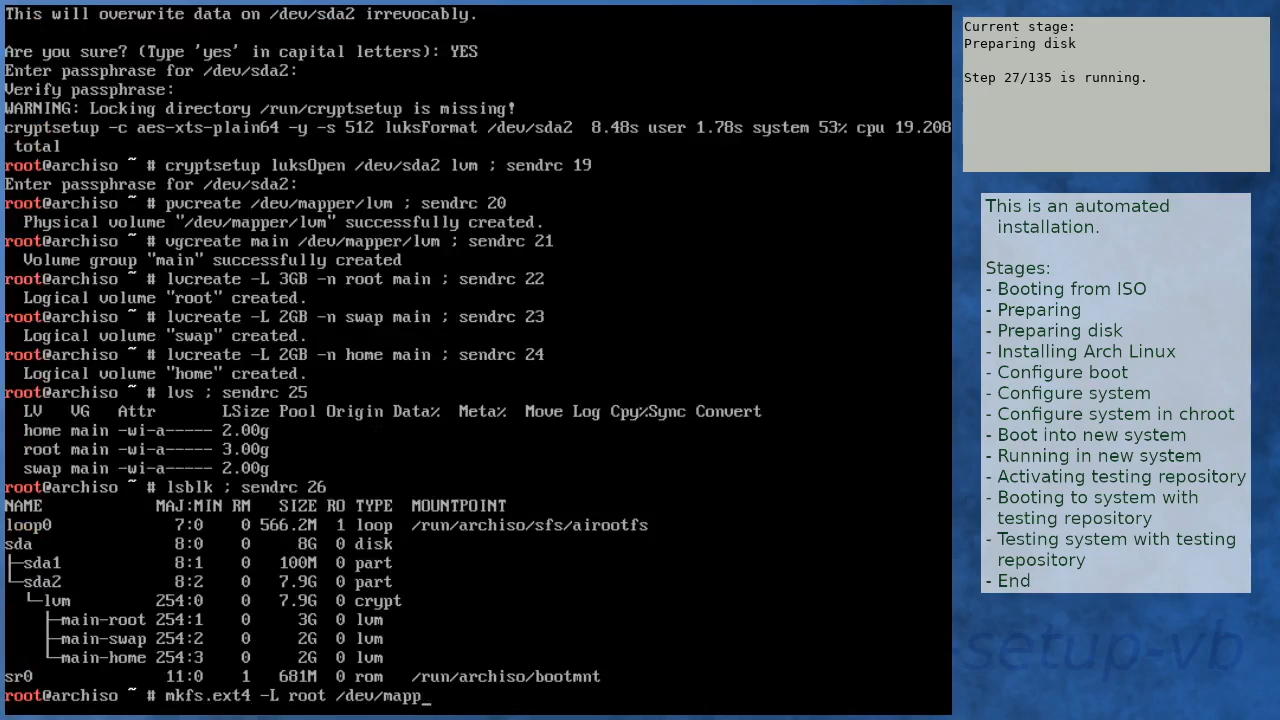 This will overwrite data on /dev/sda2 irrevocably.
Are you sure? (Type 'yes' in capital letters): YES
Enter passphrase for /dev/sda2:
Verify passphrase:
WARNING: Locking directory /run/cryptsetup is missing!
cryptsetup -c aes-xts-plain64 -y -s 512 luksFormat /dev/sda2  8.48s user 1.78s system 53% cpu 19.208
 total
root@archiso ~ # cryptsetup luksOpen /dev/sda2 lvm ; sendrc 19
Enter passphrase for /dev/sda2:
root@archiso ~ # pvcreate /dev/mapper/lvm ; sendrc 20
  Physical volume "/dev/mapper/lvm" successfully created.
root@archiso ~ # vgcreate main /dev/mapper/lvm ; sendrc 21
  Volume group "main" successfully created
root@archiso ~ # lvcreate -L 3GB -n root main ; sendrc 22
  Logical volume "root" created.
root@archiso ~ # lvcreate -L 2GB -n swap main ; sendrc 23
  Logical volume "swap" created.
root@archiso ~ # lvcreate -L 2GB -n home main ; sendrc 24
  Logical volume "home" created.
root@archiso ~ # lvs ; sendrc 25
  LV   VG   Attr       LSize Pool Origin Data%  Meta%  Move Log Cpy%Sync Convert
  home main -wi-a----- 2.00g
  root main -wi-a----- 3.00g
  swap main -wi-a----- 2.00g
root@archiso ~ # lsblk ; sendrc 26
NAME            MAJ:MIN RM   SIZE RO TYPE  MOUNTPOINT
loop0             7:0    0 566.2M  1 loop  /run/archiso/sfs/airootfs
sda               8:0    0     8G  0 disk
├─sda1            8:1    0   100M  0 part
└─sda2            8:2    0   7.9G  0 part
  └─lvm         254:0    0   7.9G  0 crypt
    ├─main-root 254:1    0     3G  0 lvm
    ├─main-swap 254:2    0     2G  0 lvm
    └─main-home 254:3    0     2G  0 lvm
sr0              11:0    1   681M  0 rom   /run/archiso/bootmnt
root@archiso ~ # mkfs.ext4 -L root /dev/mapp_
Current stage:
Preparing disk
Step 27/135 is running.
This is an automated
installation.
Stages:
- Booting from ISO
- Preparing
- Preparing disk
- Installing Arch Linux
- Configure boot
- Configure system
- Configure system in chroot
- Boot into new system
- Running in new system
- Activating testing repository
- Booting to system with
testing repository
- Testing system with testing
repository
- End
-setup-vb